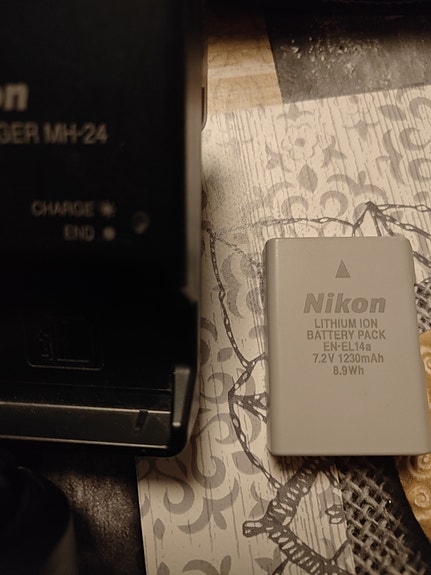 on
GER MH-24
CHARGE
END
Nikon
LITHIUM ION
BATTERY PACK
EN-EL14a
7.2V 1230mAh
8.9Wh